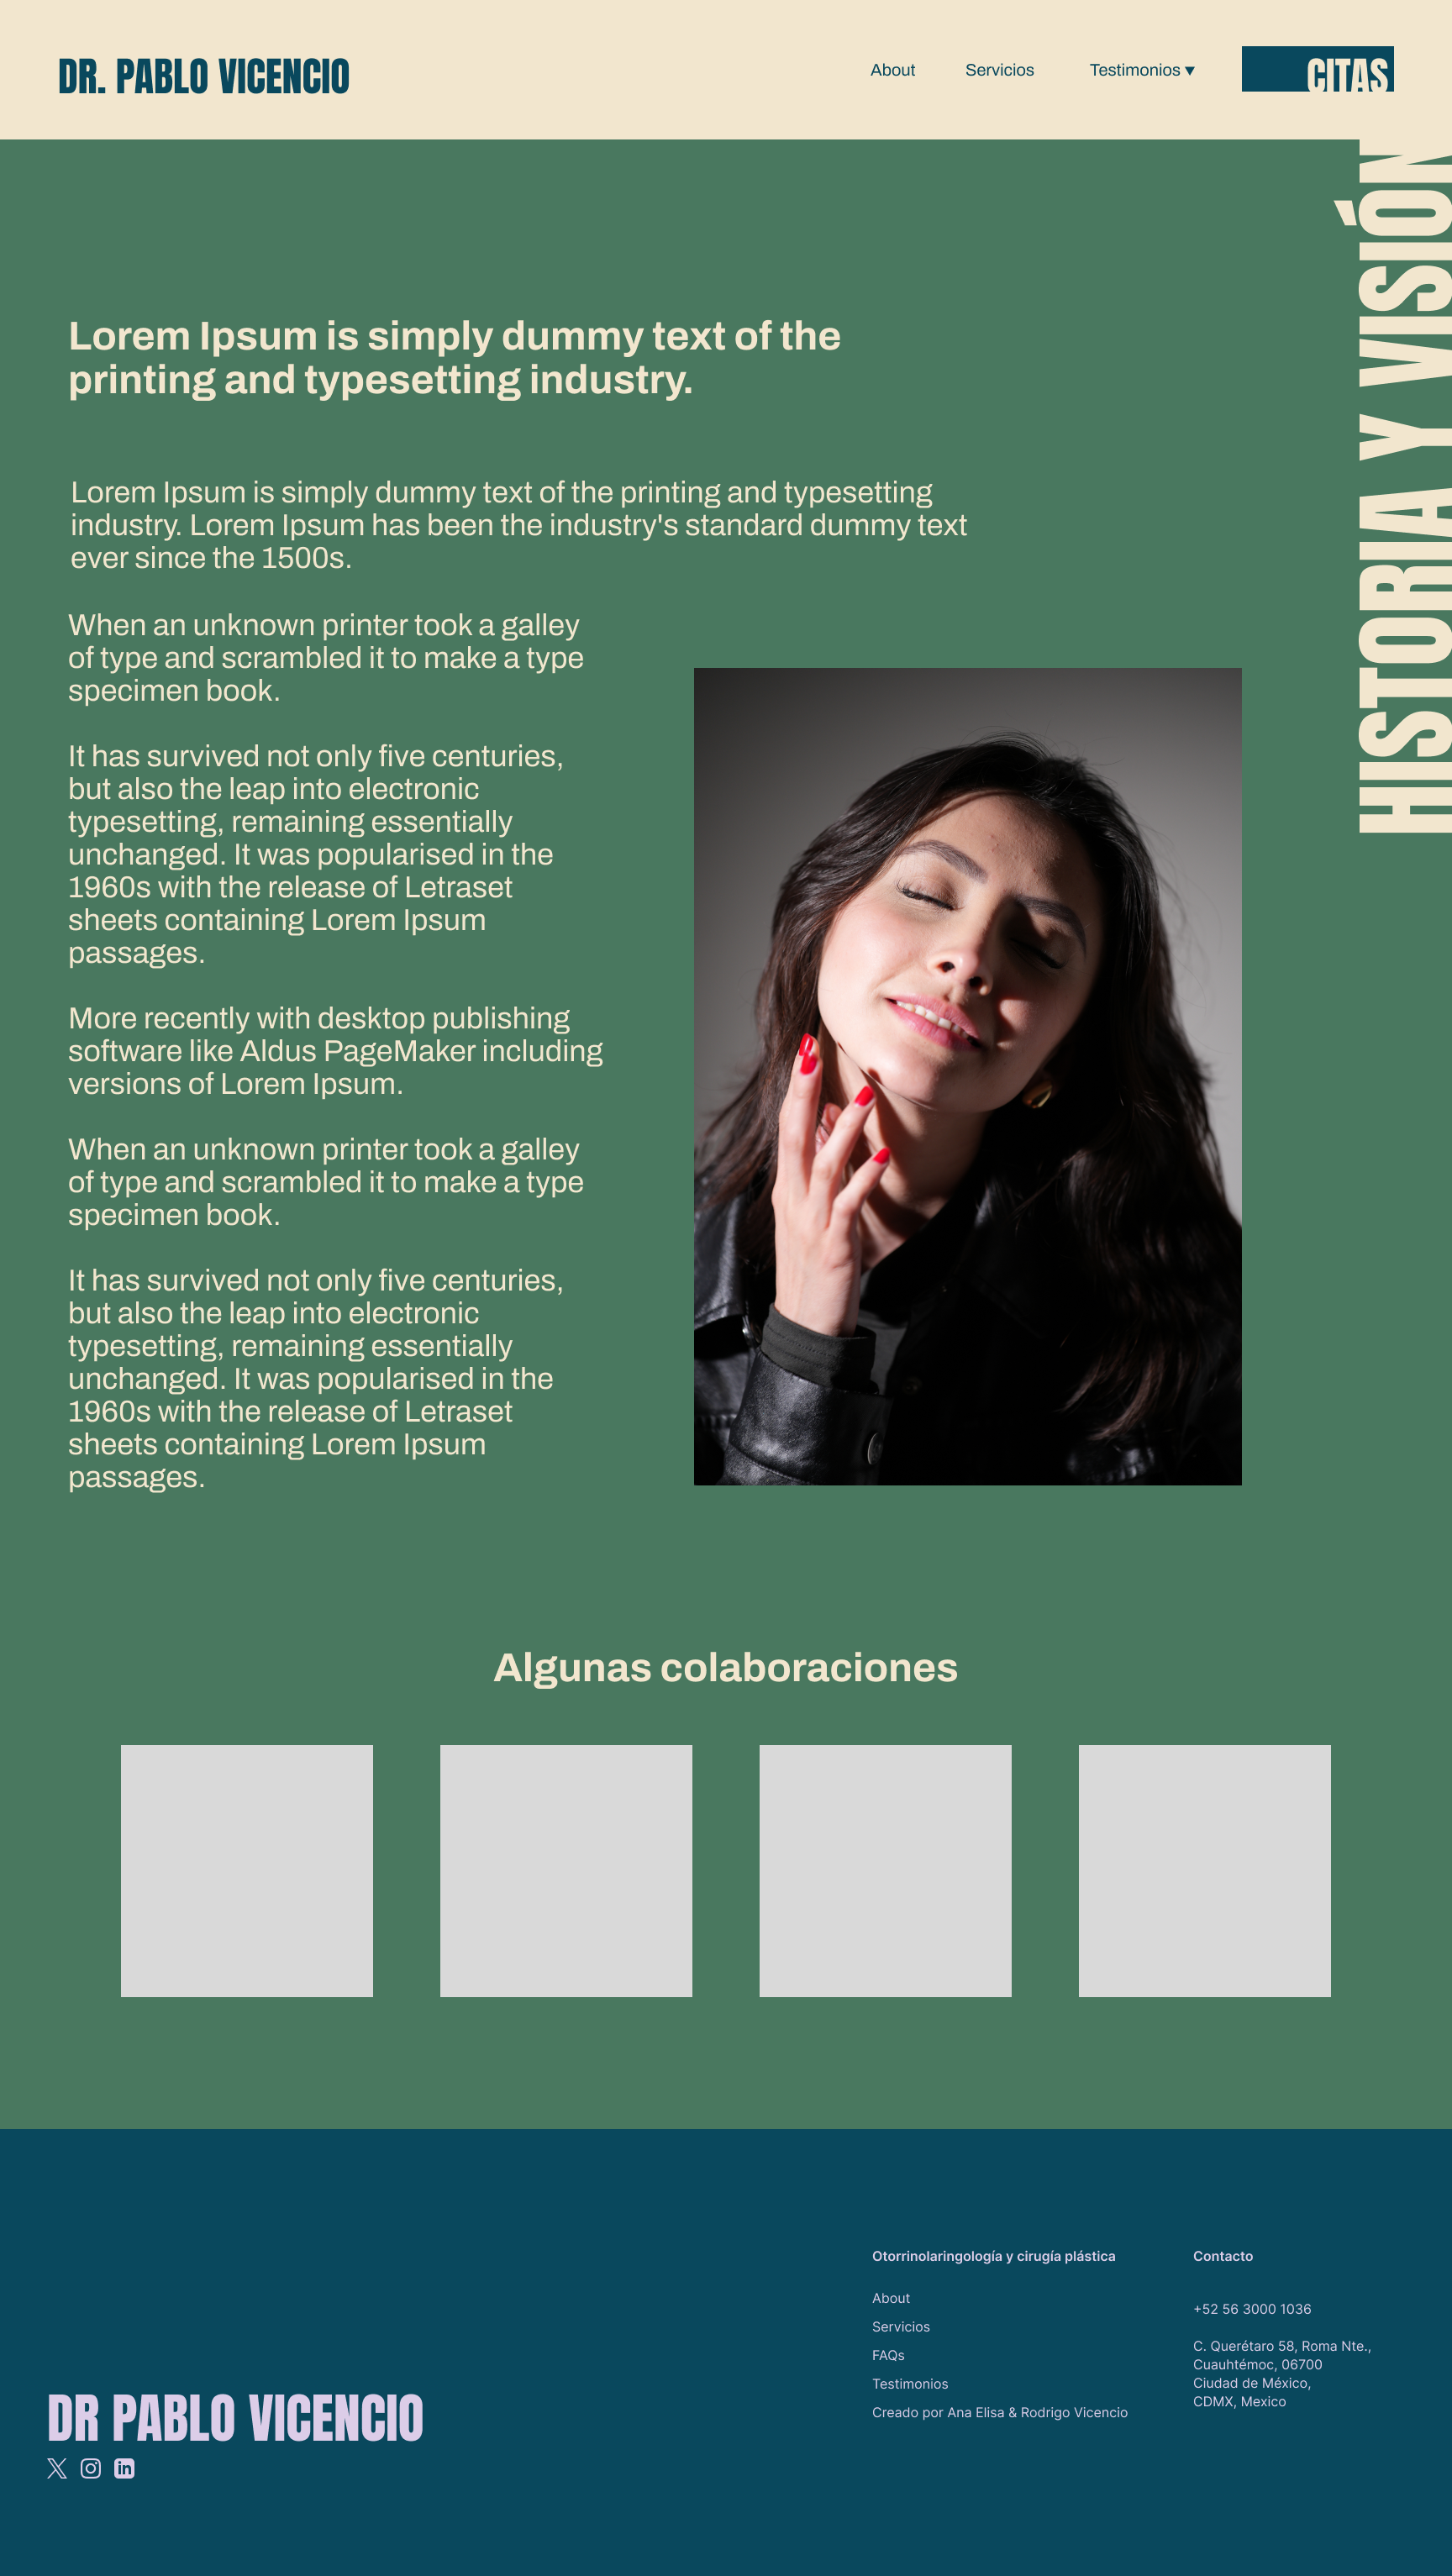 DR. PABLO VICENCIO
About
Servicios
Testimonios ▾
CITAS
HISTORIA Y VISIÓN
Lorem Ipsum is simply dummy text of the
printing and typesetting industry.
Lorem Ipsum is simply dummy text of the printing and typesetting
industry. Lorem Ipsum has been the industry's standard dummy text
ever since the 1500s.
When an unknown printer took a galley
of type and scrambled it to make a type
specimen book.
It has survived not only five centuries,
but also the leap into electronic
typesetting, remaining essentially
unchanged. It was popularised in the
1960s with the release of Letraset
sheets containing Lorem Ipsum
passages.
More recently with desktop publishing
software like Aldus PageMaker including
versions of Lorem Ipsum.
When an unknown printer took a galley
of type and scrambled it to make a type
specimen book.
It has survived not only five centuries,
but also the leap into electronic
typesetting, remaining essentially
unchanged. It was popularised in the
1960s with the release of Letraset
sheets containing Lorem Ipsum
passages.
Algunas colaboraciones
Otorrinolaringología y cirugía plástica
About
Servicios
FAQs
Testimonios
Creado por Ana Elisa & Rodrigo Vicencio
Contacto
+52 56 3000 1036
C. Querétaro 58, Roma Nte.,
Cuauhtémoc, 06700
Ciudad de México,
CDMX, Mexico
DR PABLO VICENCIO